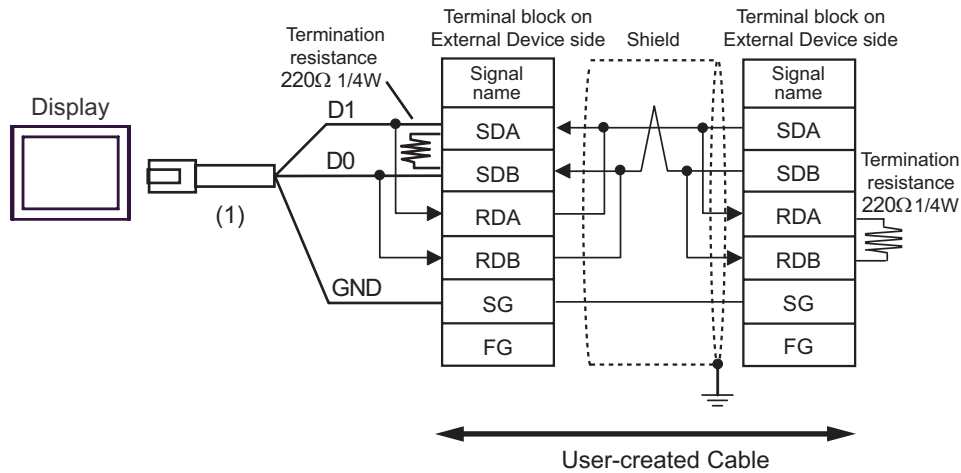 Display
(1)
D1
D0
GND
Termination
resistance
220Ω 1/4W
Terminal block on
External Device side
Signal
name
SDA
SDB
RDA
RDB
SG
FG
Shield
Terminal block on
External Device side
Signal
name
SDA
SDB
RDA
RDB
SG
FG
Termination
resistance
220Ω 1/4W
User-created Cable